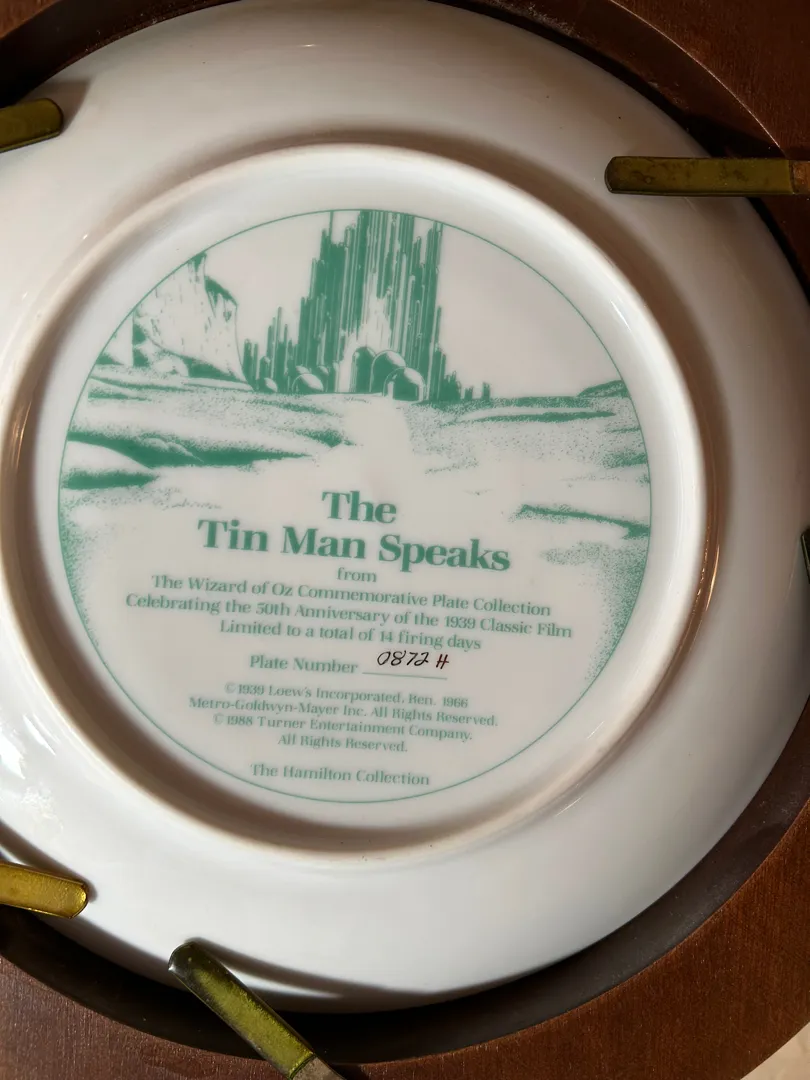 The
Tin Man Speaks
from
The Wizard of Oz Commemorative Plate Collection
Celebrating the 50th Anniversary of the 1939 Classic Film
Limited to a total of 14 firing days
Plate Number 0872 H
© 1939 Loew's Incorporated, Ren. 1966
Metro-Goldwyn-Mayer Inc. All Rights Reserved.
© 1988 Turner Entertainment Company.
All Rights Reserved.
The Hamilton Collection